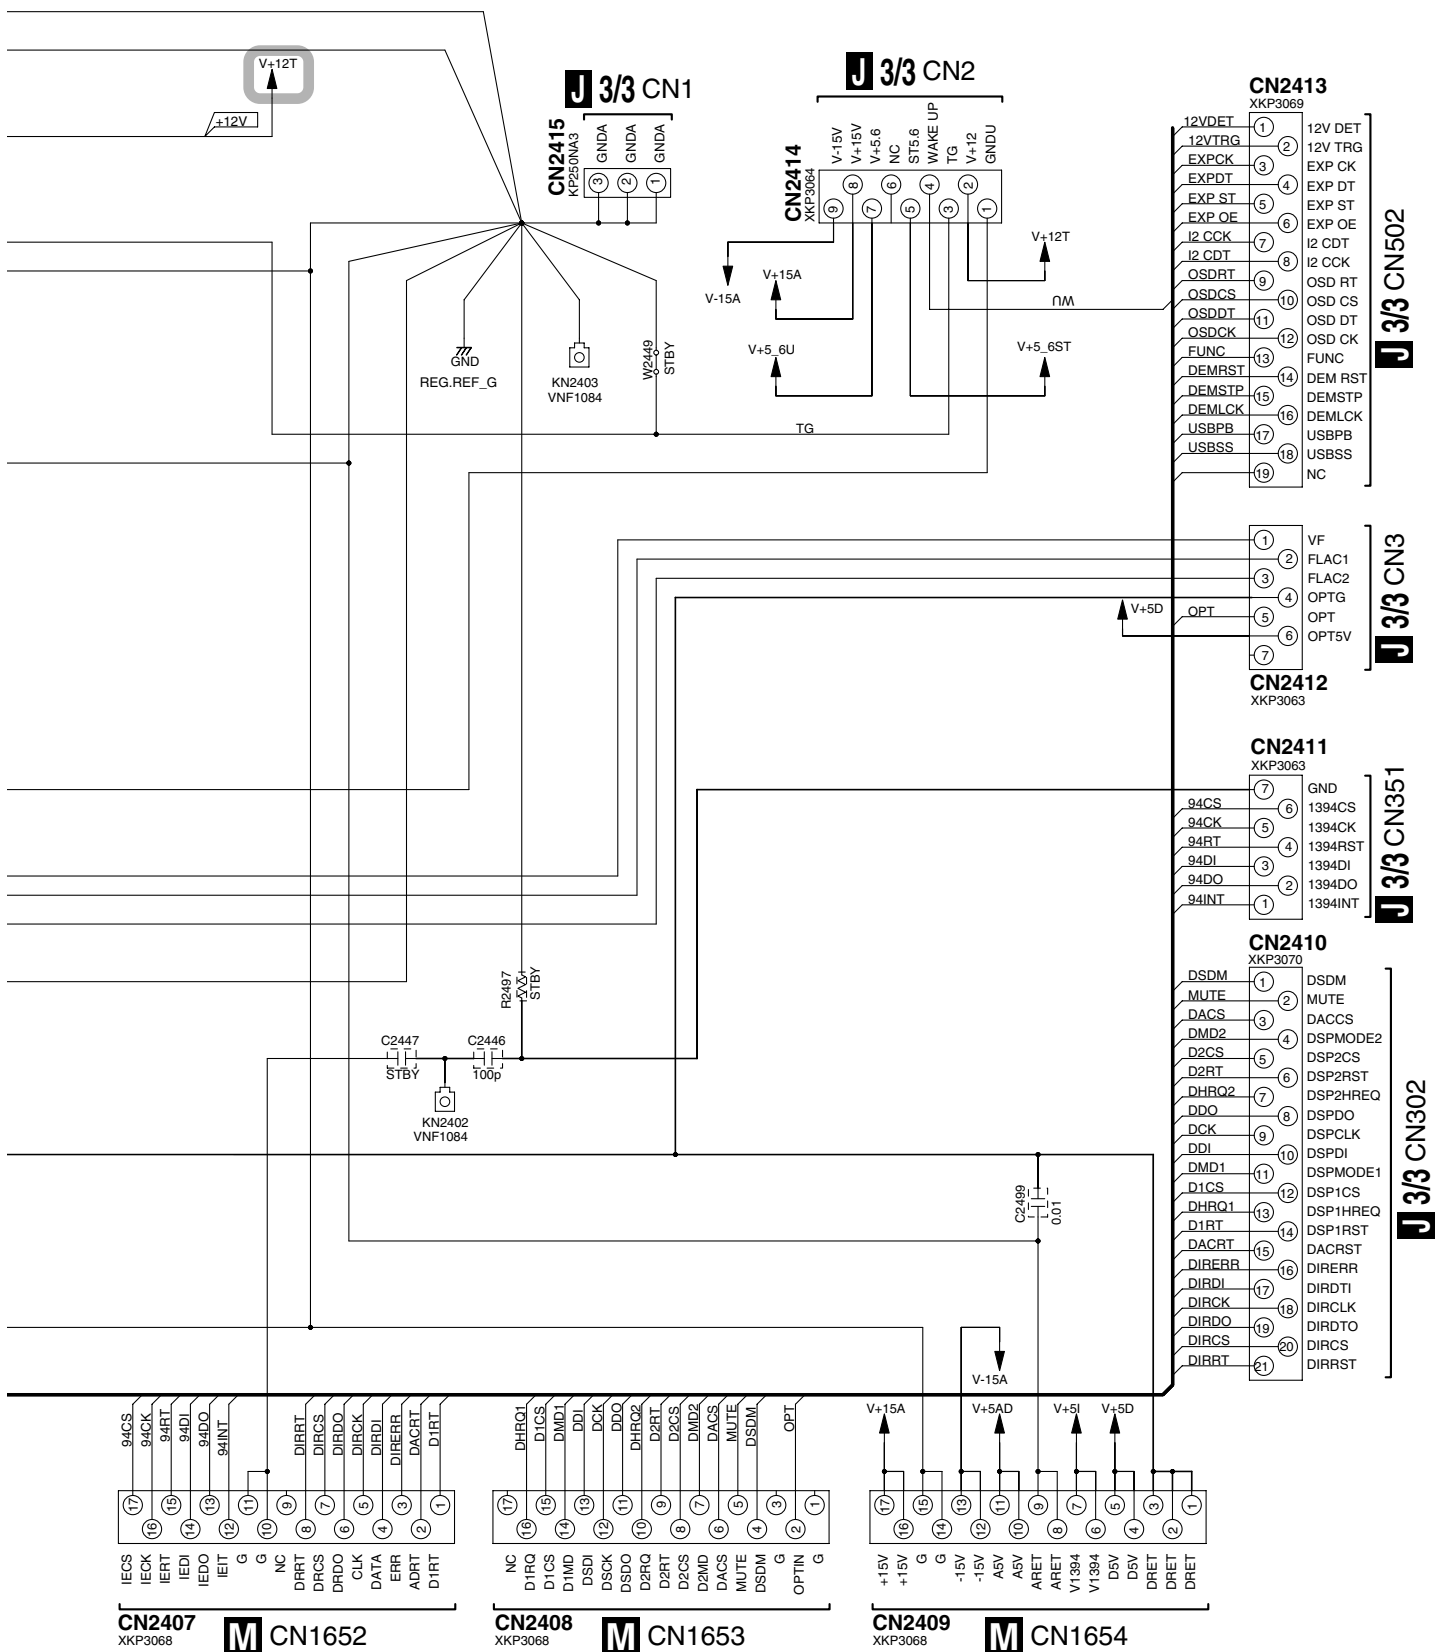 V+12T
+12V
J 3/3 CN1
CN2415
KP250NA3
GNDA
GNDA
GNDA
3
2
1
J 3/3 CN2
CN2414
XKP3064
V-15V
V+15V
V+5.6
NC
ST5.6
WAKE UP
TG
V+12
GNDU
9
8
7
6
5
4
3
2
1
V-15A
V+15A
V+12T
WU
V+5_6U
V+5_6ST
GND
REG.REF_G
KN2403
VNF1084
W2449
STBY
TG
CN2413
XKP3069
12VDET 1 12V DET
12VTRG 2 12V TRG
EXPCK 3 EXP CK
EXPDT 4 EXP DT
EXP ST 5 EXP ST
EXP OE 6 EXP OE
I2 CCK 7 I2 CDT
I2 CDT 8 I2 CCK
OSDRT 9 OSD RT
OSDCS 10 OSD CS
OSDDT 11 OSD DT
OSDCK 12 OSD CK
FUNC 13 FUNC
DEMRST 14 DEM RST
DEMSTP 15 DEMSTP
DEMLCK 16 DEMLCK
USBPB 17 USBPB
USBSS 18 USBSS
19 NC
J 3/3 CN502
1 VF
2 FLAC1
3 FLAC2
4 OPTG
OPT 5 OPT
V+5D
6 OPT5V
7
CN2412
XKP3063
J 3/3 CN3
CN2411
XKP3063
7 GND
94CS 6 1394CS
94CK 5 1394CK
94RT 4 1394RST
94DI 3 1394DI
94DO 2 1394DO
94INT 1 1394INT
J 3/3 CN351
CN2410
XKP3070
DSDM 1 DSDM
MUTE 2 MUTE
DACS 3 DACCS
DMD2 4 DSPMODE2
D2CS 5 DSP2CS
D2RT 6 DSP2RST
DHRQ2 7 DSP2HREQ
DDO 8 DSPDO
DCK 9 DSPCLK
DDI 10 DSPDI
DMD1 11 DSPMODE1
D1CS 12 DSP1CS
DHRQ1 13 DSP1HREQ
D1RT 14 DSP1RST
DACRT 15 DACRST
DIRERR 16 DIRERR
DIRDI 17 DIRDTI
DIRCK 18 DIRCLK
DIRDO 19 DIRDTO
DIRCS 20 DIRCS
DIRRT 21 DIRRST
J 3/3 CN302
R2497
STBY
C2447
STBY
C2446
100p
KN2402
VNF1084
C2499
0.01
94CS
94CK
94RT
94DI
94DO
94INT
DIRRT
DIRCS
DIRDO
DIRCK
DIRDI
DIRERR
DACRT
D1RT
17
16
15
14
13
12
11
10
9
8
7
6
5
4
3
2
1
IECS
IECK
IERT
IEDI
IEDO
IEIT
G
G
NC
DRRT
DRCS
DRDO
CLK
DATA
ERR
ADRT
D1RT
CN2407
XKP3068
M CN1652
DHRQ1
D1CS
DMD1
DDI
DCK
DDO
DHRQ2
D2RT
D2CS
DMD2
DACS
MUTE
DSDM
OPT
17
16
15
14
13
12
11
10
9
8
7
6
5
4
3
2
1
NC
D1RQ
D1CS
D1MD
DSDI
DSCK
DSDO
D2RQ
D2RT
D2CS
D2MD
DACS
MUTE
DSDM
G
OPTIN
G
CN2408
XKP3068
M CN1653
V-15A
V+15A
V+5AD
V+5I
V+5D
17
16
15
14
13
12
11
10
9
8
7
6
5
4
3
2
1
+15V
+15V
G
G
-15V
-15V
A5V
A5V
ARET
ARET
V1394
V1394
D5V
D5V
DRET
DRET
DRET
CN2409
XKP3068
M CN1654